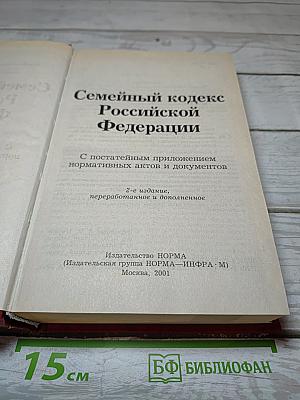 Семейный кодекс
Российской
Федерации
С постатейным приложением
нормативных актов и документов
2-е издание,
переработанное и дополненное
Издательство НОРМА
(Издательская группа НОРМА—ИНФРА · М)
Москва, 2001
15 см
БФ БИБЛИОФАН